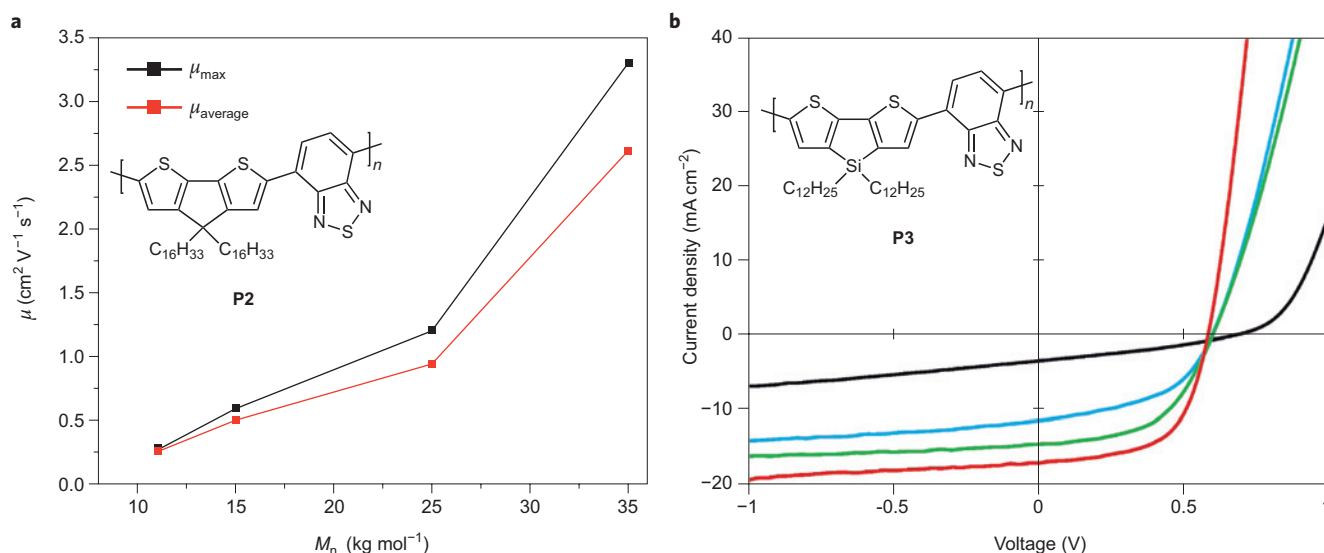 a
3.5
3.0
2.5
2.0
1.5
1.0
0.5
0.0
μ (cm² V⁻¹ s⁻¹)
μmax
μaverage
S
S
n
N
N
S
C₁₆H₃₃ C₁₆H₃₃
P2
10 15 20 25 30 35
Mn (kg mol⁻¹)
b
40
30
20
10
0
−10
−20
Current density (mA cm⁻²)
S
S
n
N
N
S
Si
C₁₂H₂₅ C₁₂H₂₅
P3
−1 -0.5 0 0.5 1
Voltage (V)